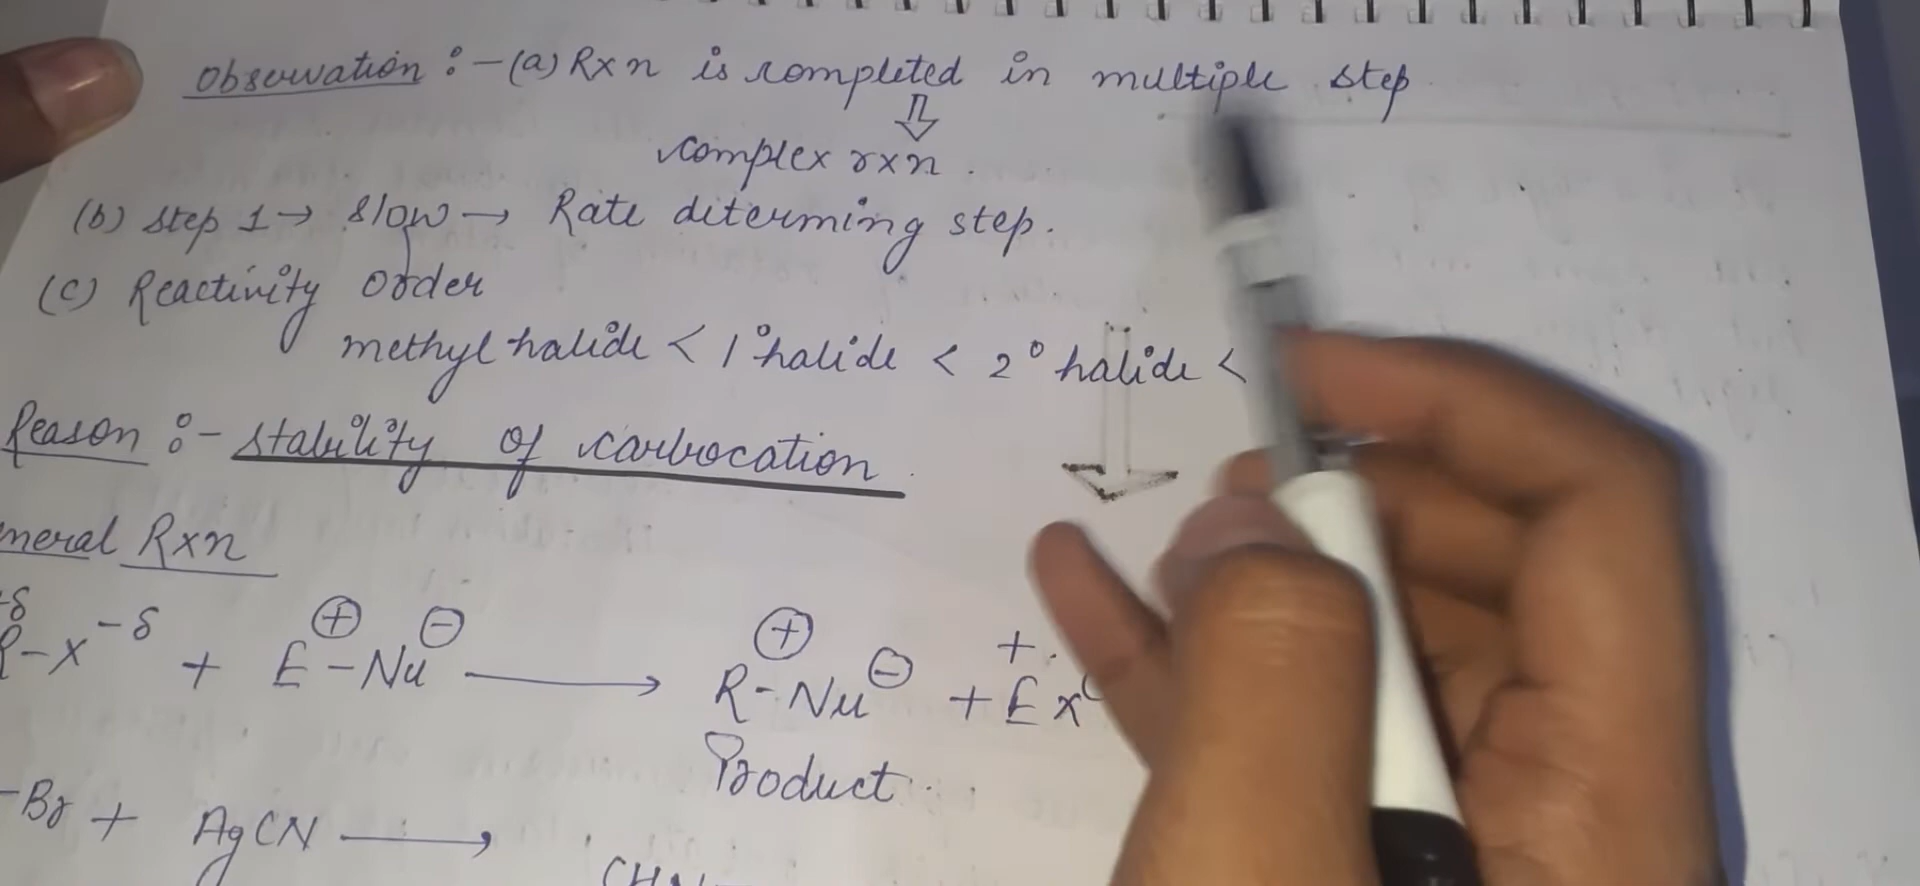 Observation :- (a) Rxn is completed in multiple step
⇓
complex rxn.
(b) Step 1 → slow → Rate determing step.
(c) Reactivity order
methyl halide < 1° halide < 2° halide <
Reason :- stability of carbocation.
neral Rxn
-δ
R-x^-δ + E^⊕-Nu^⊖ ⟶ R^⊕-Nu^⊖ + E^+ x
Product.
-Br + AgCN ⟶